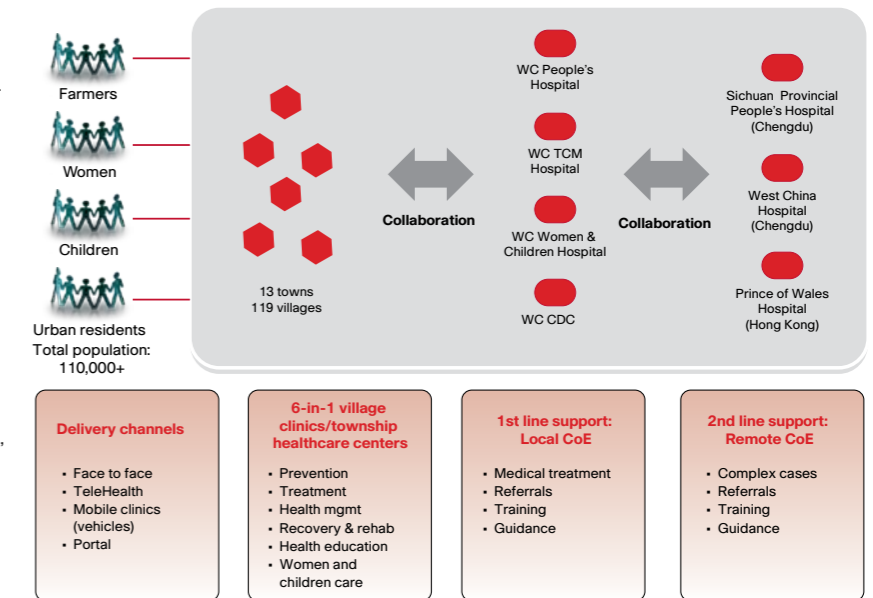 Farmers
Women
Children
Urban residents
Total population:
110,000+
13 towns
119 villages
Collaboration
WC People's
Hospital
WC TCM
Hospital
WC Women &
Children Hospital
WC CDC
Collaboration
Sichuan Provincial
People's Hospital
(Chengdu)
West China
Hospital
(Chengdu)
Prince of Wales
Hospital
(Hong Kong)
Delivery channels
▪ Face to face
▪ TeleHealth
▪ Mobile clinics
(vehicles)
▪ Portal
6-in-1 village
clinics/township
healthcare centers
▪ Prevention
▪ Treatment
▪ Health mgmt
▪ Recovery & rehab
▪ Health education
▪ Women and
children care
1st line support:
Local CoE
▪ Medical treatment
▪ Referrals
▪ Training
▪ Guidance
2nd line support:
Remote CoE
▪ Complex cases
▪ Referrals
▪ Training
▪ Guidance